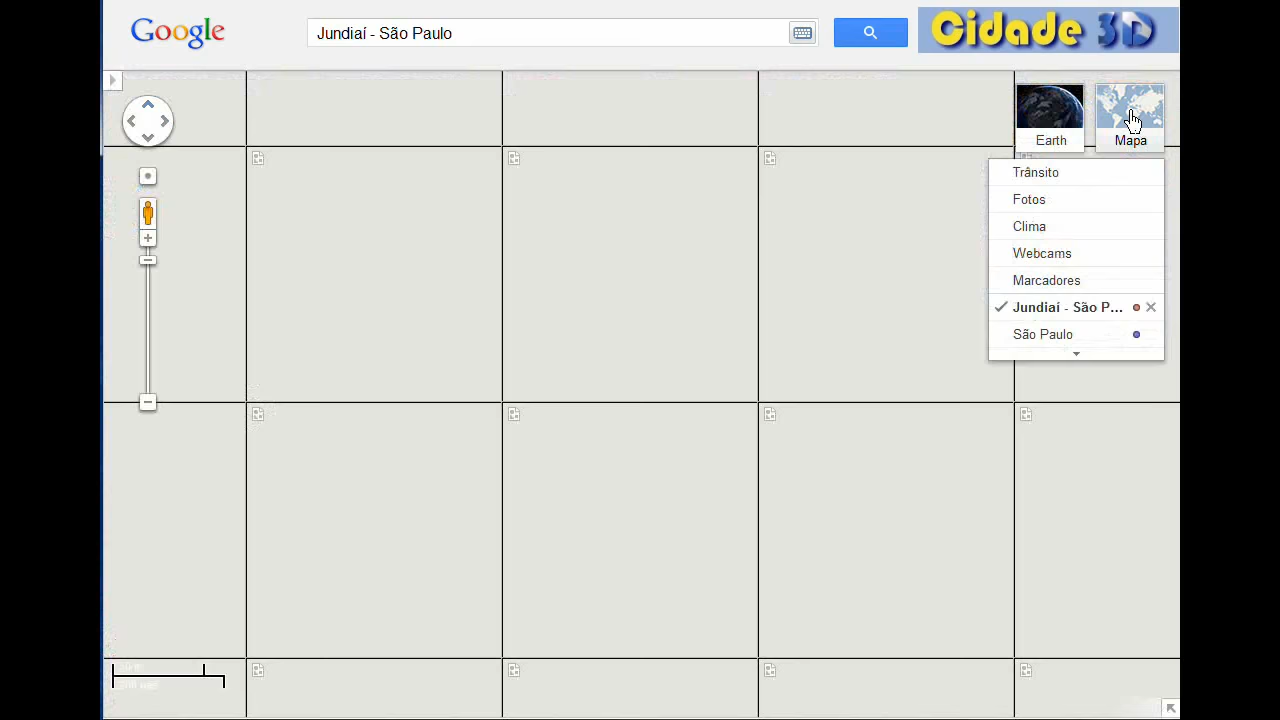 Google
Jundiaí - São Paulo
Cidade 3D
Earth
Mapa
Trânsito
Fotos
Clima
Webcams
Marcadores
Jundiaí - São P...
São Paulo